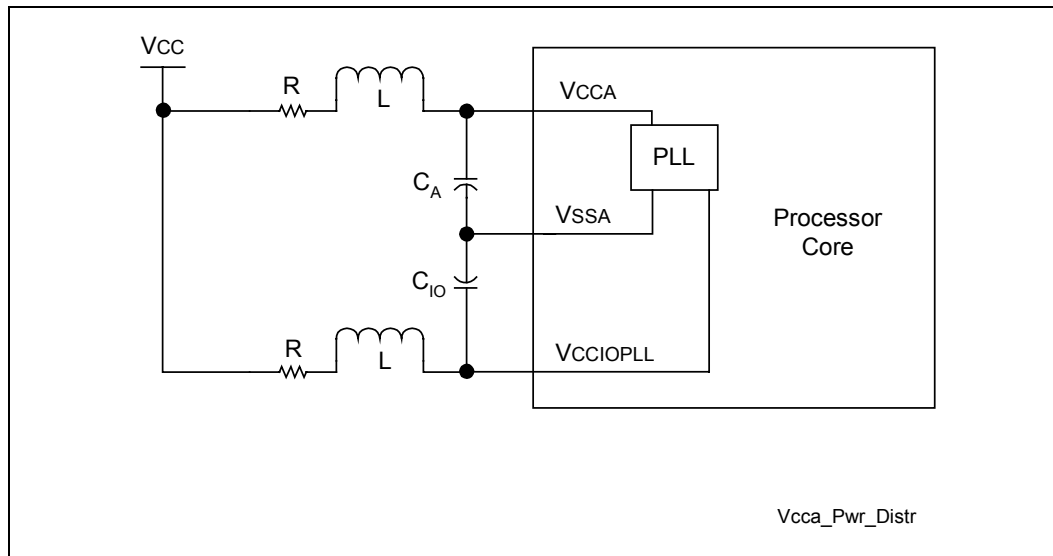 VCC
R
L
VCCA
PLL
CA
VSSA
Processor
Core
CIO
R
L
VCCIOPLL
Vcca_Pwr_Distr